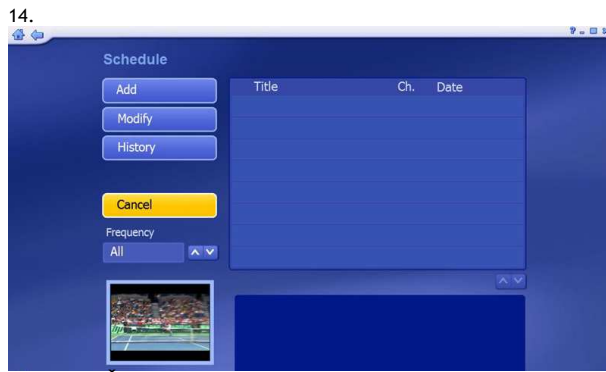 14.
?
Schedule
Add
Title Ch. Date
Modify
History
Cancel
Frequency
All